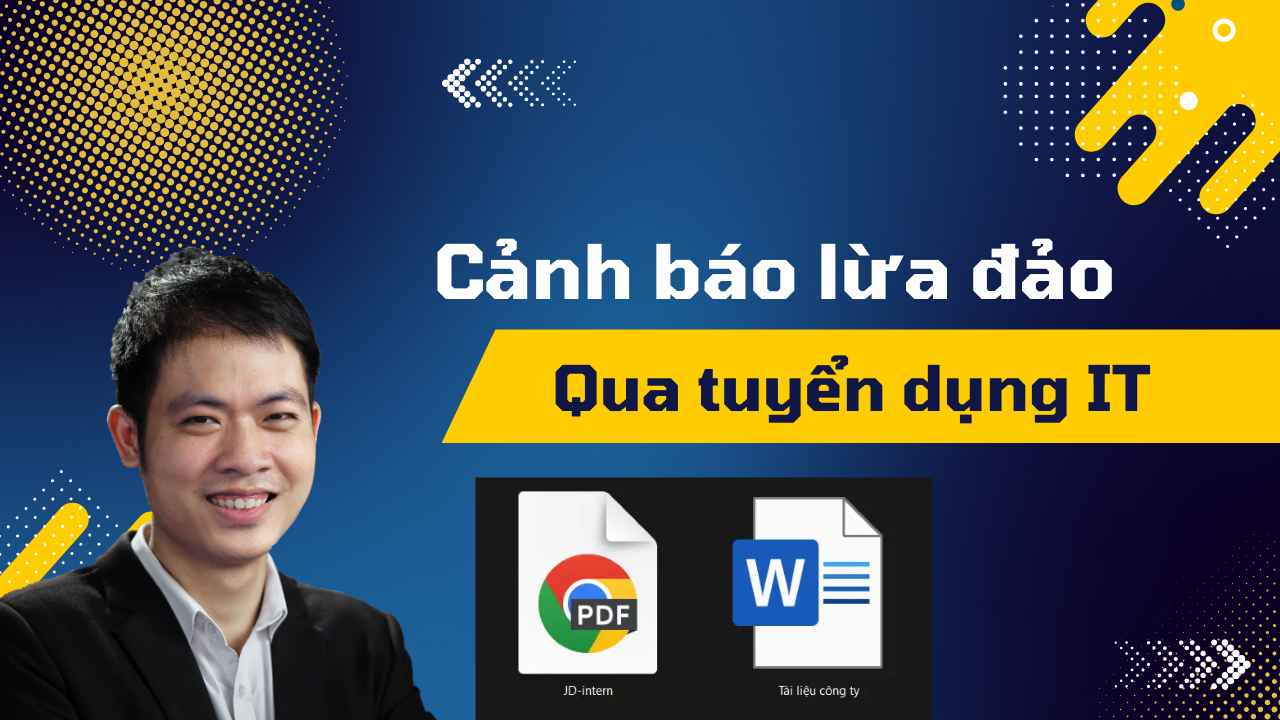 Cảnh báo lừa đảo
Qua tuyển dụng IT
PDF
W
JD-intern
Tài liệu công ty